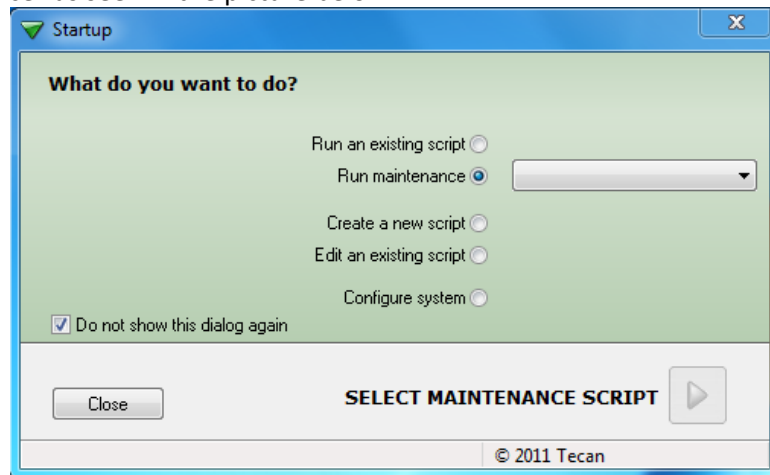 Startup
What do you want to do?
Run an existing script
Run maintenance
Create a new script
Edit an existing script
Configure system
Do not show this dialog again
Close
SELECT MAINTENANCE SCRIPT
© 2011 Tecan